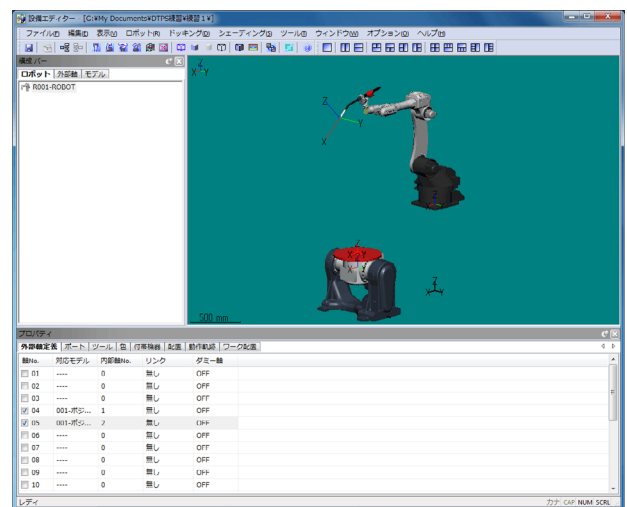 設備エディター - [G:¥My Documents¥DTPS練習¥練習1¥]
ファイル(F) 編集(E) 表示(V) ロボット(R) ドッキング(D) シェーディング(S) ツール(T) ウィンドウ(W) オプション(O) ヘルプ(H)
構成バー
ロボット 外部軸 モデル
R001-ROBOT
Z
X Y
Z
Y
X
Z
Z
X Y
X
Z
500 mm
プロパティ
外部軸定義 ポート ツール 色 付帯機器 配置 動作軌跡 ワーク配置
軸No. 対応モデル 内部軸No. リンク ダミー軸
01 ---- 0 無し OFF
02 ---- 0 無し OFF
03 ---- 0 無し OFF
04 001-ポジ... 1 無し OFF
05 001-ポジ... 2 無し OFF
06 ---- 0 無し OFF
07 ---- 0 無し OFF
08 ---- 0 無し OFF
09 ---- 0 無し OFF
10 ---- 0 無し OFF
レディ カナ CAP NUM SCRL